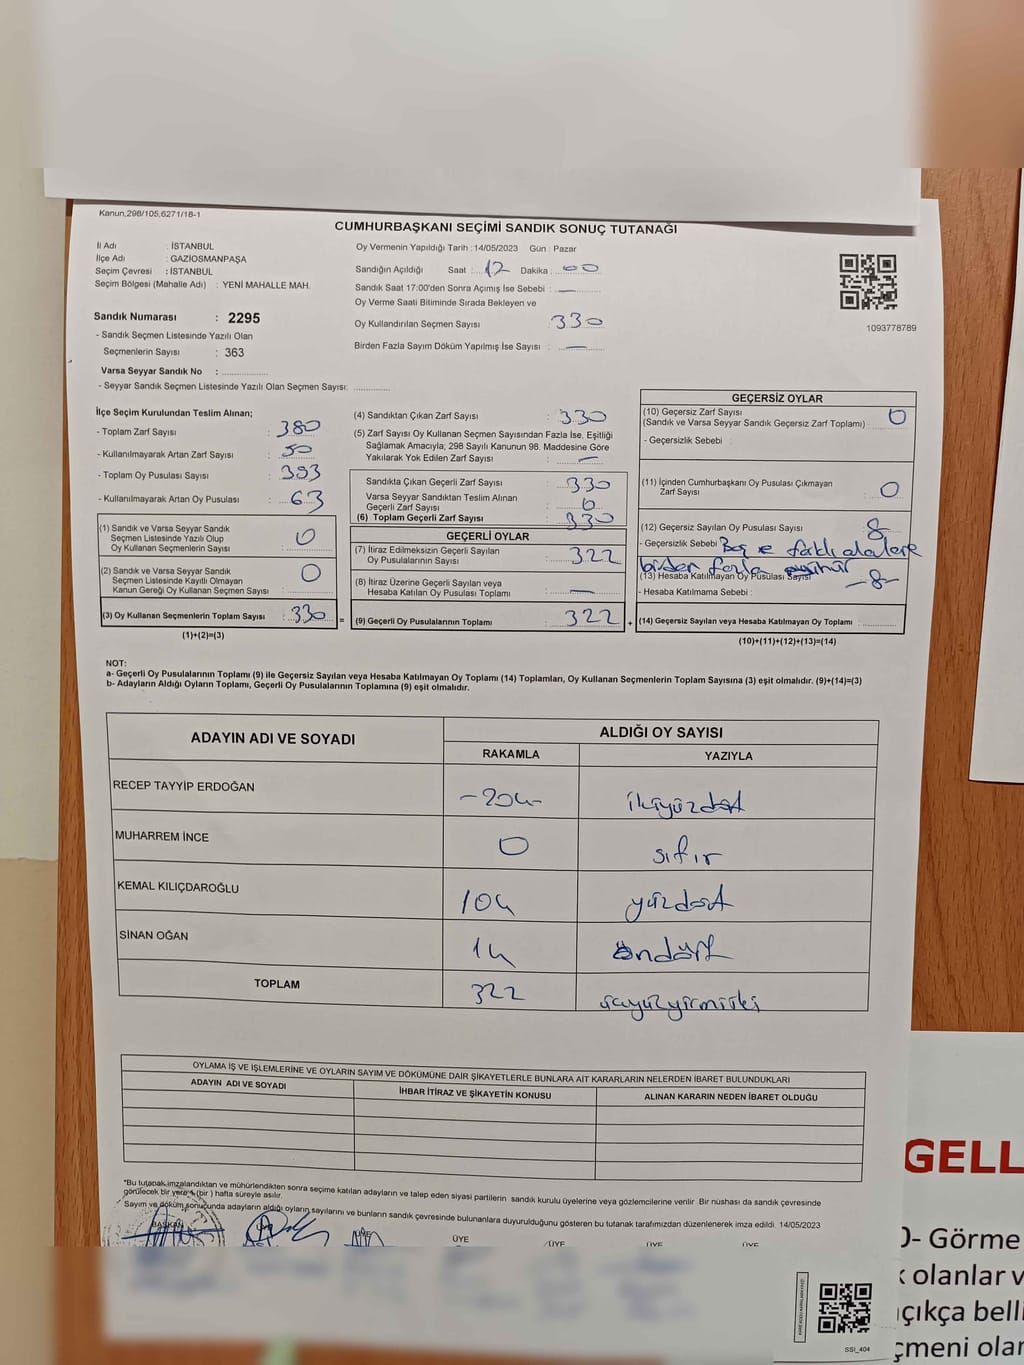 Kanun,298/105,6271/18-1
CUMHURBAŞKANI SEÇİMİ SANDIK SONUÇ TUTANAĞI
İl Adı : İSTANBUL
İlçe Adı : GAZİOSMANPAŞA
Seçim Çevresi : İSTANBUL
Seçim Bölgesi (Mahalle Adı) : YENİ MAHALLE MAH.
Sandık Numarası : 2295
- Sandık Seçmen Listesinde Yazılı Olan
Seçmenlerin Sayısı : 363
Varsa Seyyar Sandık No :
- Seyyar Sandık Seçmen Listesinde Yazılı Olan Seçmen Sayısı:
Oy Vermenin Yapıldığı Tarih : 14/05/2023 Gün : Pazar
Sandığın Açıldığı Saat : 12 Dakika : 00
Sandık Saat 17:00'den Sonra Açımış İse Sebebi : —
Oy Verme Saati Bitiminde Sırada Bekleyen ve
Oy Kullandırılan Seçmen Sayısı : 330
Birden Fazla Sayım Döküm Yapılmış İse Sayısı : —
1093778789
İlçe Seçim Kurulundan Teslim Alınan;
- Toplam Zarf Sayısı : 380
- Kullanılmayarak Artan Zarf Sayısı : 50
- Toplam Oy Pusulası Sayısı : 393
- Kullanılmayarak Artan Oy Pusulası : 63
(1) Sandık ve Varsa Seyyar Sandık
Seçmen Listesinde Yazılı Olup
Oy Kullanan Seçmenlerin Sayısı : 0
(2) Sandık ve Varsa Seyyar Sandık
Seçmen Listesinde Kayıtlı Olmayan
Kanun Gereği Oy Kullanan Seçmen Sayısı : 0
(3) Oy Kullanan Seçmenlerin Toplam Sayısı : 330
(1)+(2)=(3)
(4) Sandıktan Çıkan Zarf Sayısı : 330
(5) Zarf Sayısı Oy Kullanan Seçmen Sayısından Fazla İse, Eşitliği
Sağlamak Amacıyla; 298 Sayılı Kanunun 98. Maddesine Göre
Yakılarak Yok Edilen Zarf Sayısı : —
Sandıkta Çıkan Geçerli Zarf Sayısı : 330
Varsa Seyyar Sandıktan Teslim Alınan
Geçerli Zarf Sayısı : 0
(6) Toplam Geçerli Zarf Sayısı : 330
GEÇERLİ OYLAR
(7) İtiraz Edilmeksizin Geçerli Sayılan
Oy Pusulalarının Sayısı : 322
(8) İtiraz Üzerine Geçerli Sayılan veya
Hesaba Katılan Oy Pusulası Toplamı : —
= (9) Geçerli Oy Pusulalarının Toplamı : 322
GEÇERSİZ OYLAR
(10) Geçersiz Zarf Sayısı : 0
(Sandık ve Varsa Seyyar Sandık Geçersiz Zarf Toplamı)
- Geçersizlik Sebebi :
(11) İçinden Cumhurbaşkanı Oy Pusulası Çıkmayan
Zarf Sayısı : 0
(12) Geçersiz Sayılan Oy Pusulası Sayısı : 8
- Geçersizlik Sebebi : Boş ve farklı alanlara
birden fazla mühür
(13) Hesaba Katılmayan Oy Pusulası Sayısı -8-
- Hesaba Katılmama Sebebi :
+ (14) Geçersiz Sayılan veya Hesaba Katılmayan Oy Toplamı :
(10)+(11)+(12)+(13)=(14)
NOT:
a- Geçerli Oy Pusulalarının Toplamı (9) ile Geçersiz Sayılan veya Hesaba Katılmayan Oy Toplamı (14) Toplamları, Oy Kullanan Seçmenlerin Toplam Sayısına (3) eşit olmalıdır. (9)+(14)=(3)
b- Adayların Aldığı Oyların Toplamı, Geçerli Oy Pusulalarının Toplamına (9) eşit olmalıdır.
ADAYIN ADI VE SOYADI ALDIĞI OY SAYISI
RAKAMLA YAZIYLA
RECEP TAYYİP ERDOĞAN -204- ikiyüzdört
MUHARREM İNCE 0 sıfır
KEMAL KILIÇDAROĞLU 104 yüzdört
SİNAN OĞAN 14 öndört
TOPLAM 322 üçyüzyirmiiki
OYLAMA İŞ VE İŞLEMLERİNE VE OYLARIN SAYIM VE DÖKÜMÜNE DAİR ŞİKAYETLERLE BUNLARA AİT KARARLARIN NELERDEN İBARET BULUNDUKLARI
ADAYIN ADI VE SOYADI İHBAR İTİRAZ VE ŞİKAYETİN KONUSU ALINAN KARARIN NEDEN İBARET OLDUĞU
*Bu tutanak,imzalandıktan ve mühürlendikten sonra seçime katılan adayların ve talep eden siyasi partilerin sandık kurulu üyelerine veya gözlemcilerine verilir. Bir nüshası da sandık çevresinde
görülecek bir yere 1 (bir ) hafta süreyle asılır.
Sayım ve döküm sonucunda adayların aldığı oyların sayılarını ve bunların sandık çevresinde bulunanlara duyurulduğunu gösteren bu tutanak tarafımızdan düzenlenerek imza edildi. 14/05/2023
BAŞKAN ÜYE ÜYE ÜYE ÜYE ÜYE
SSI_404
GELL
0- Görme
k olanlar v
açıkça belli
çmeni olar